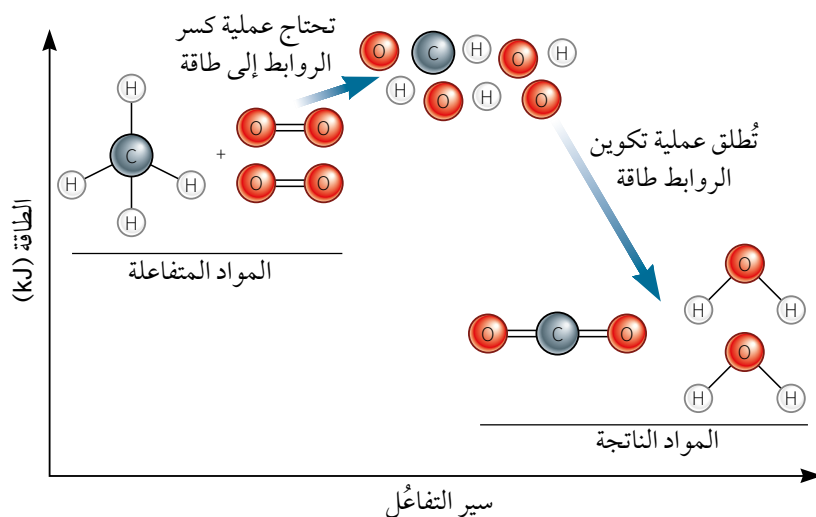 تحتاج عملية كسر
الروابط إلى طاقة
O C H O H
H O H O
H
C
H H
H
+
O O
O O
المواد المتفاعلة
تُطلق عملية تكوين
الروابط طاقة
O
H H
O C O
O
H H
المواد الناتجة
الطاقة (kJ)
سير التفاعُل